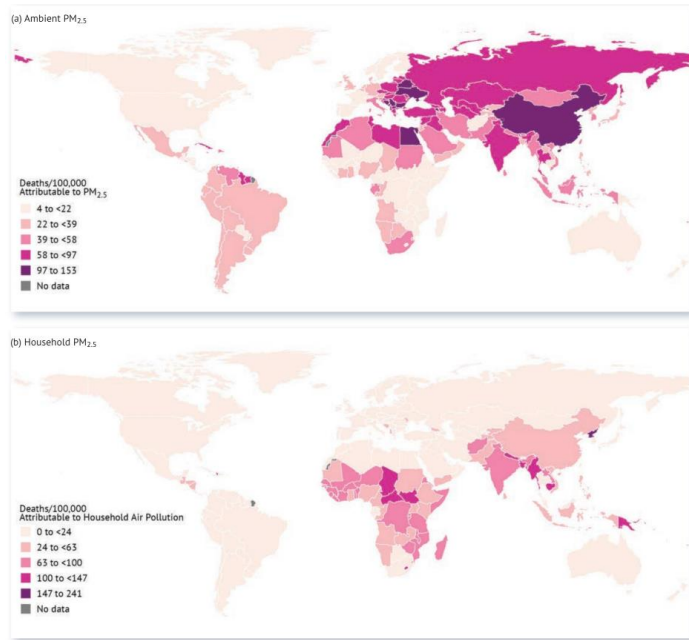 (a) Ambient PM2.5
Deaths/100,000
Attributable to PM2.5
4 to <22
22 to <39
39 to <58
58 to <97
97 to 153
No data
(b) Household PM2.5
Deaths/100,000
Attributable to Household Air Pollution
0 to <24
24 to <63
63 to <100
100 to <147
147 to 241
No data